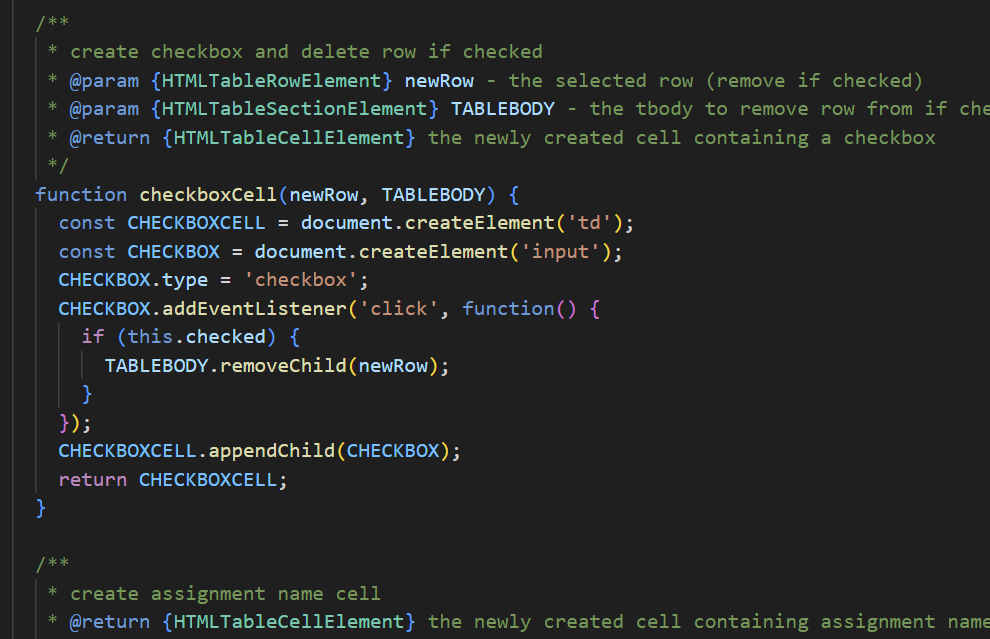 /**
 * create checkbox and delete row if checked
 * @param {HTMLTableRowElement} newRow - the selected row (remove if checked)
 * @param {HTMLTableSectionElement} TABLEBODY - the tbody to remove row from if che
 * @return {HTMLTableCellElement} the newly created cell containing a checkbox
 */
function checkboxCell(newRow, TABLEBODY) {
  const CHECKBOXCELL = document.createElement('td');
  const CHECKBOX = document.createElement('input');
  CHECKBOX.type = 'checkbox';
  CHECKBOX.addEventListener('click', function() {
    if (this.checked) {
      TABLEBODY.removeChild(newRow);
    }
  });
  CHECKBOXCELL.appendChild(CHECKBOX);
  return CHECKBOXCELL;
}

/**
 * create assignment name cell
 * @return {HTMLTableCellElement} the newly created cell containing assignment name